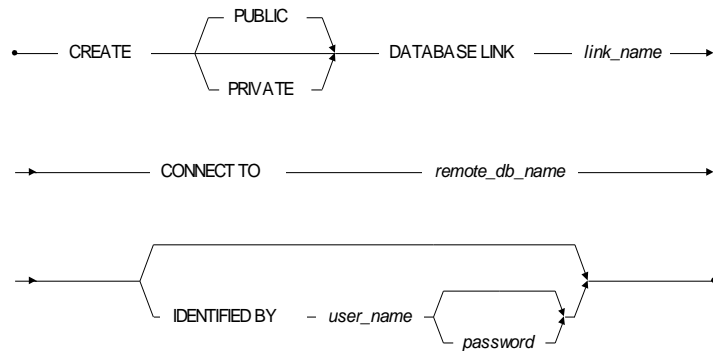 PUBLIC
CREATE DATABASE LINK link_name
PRIVATE
CONNECT TO remote_db_name
IDENTIFIED BY user_name
password